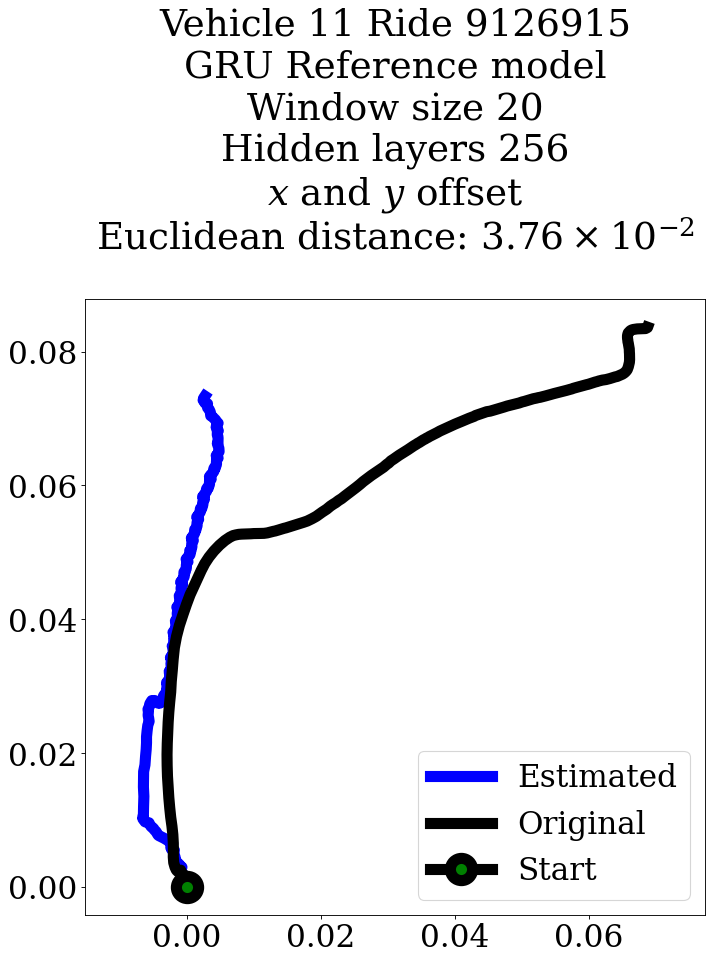 Vehicle 11 Ride 9126915
GRU Reference model
Window size 20
Hidden layers 256
x and y offset
Euclidean distance: 3.76 × 10⁻²
0.08
0.06
0.04
0.02
0.00
0.00 0.02 0.04 0.06
Estimated
Original
Start